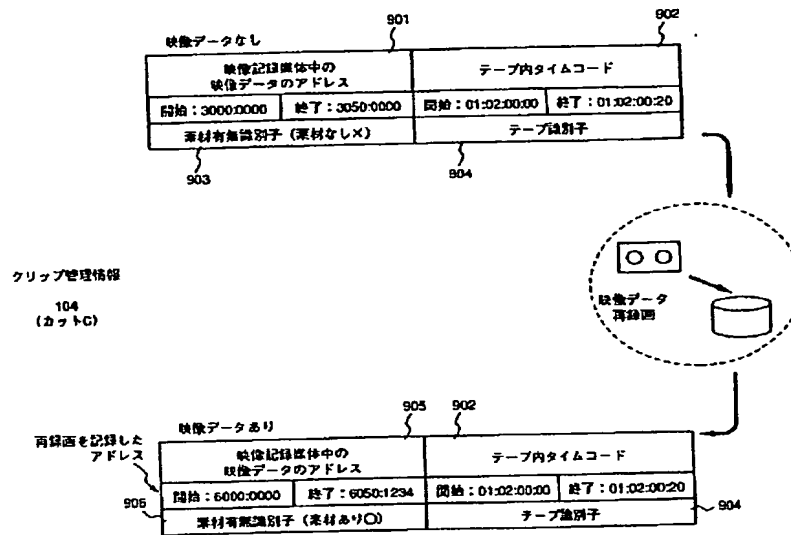 901
902
映像データなし
映像記録媒体中の
映像データのアドレス
テープ内タイムコード
開始：3000:0000
終了：3050:0000
開始：01:02:00:00
終了：01:02:00:20
素材有無識別子（素材なし×）
テープ識別子
903
904
クリップ管理情報
104
（カットC）
映像データ
再録画
905
902
映像データあり
再録画を記録した
アドレス
映像記録媒体中の
映像データのアドレス
テープ内タイムコード
開始：6000:0000
終了：6050:1234
開始：01:02:00:00
終了：01:02:00:20
906
素材有無識別子（素材あり○）
テープ識別子
904